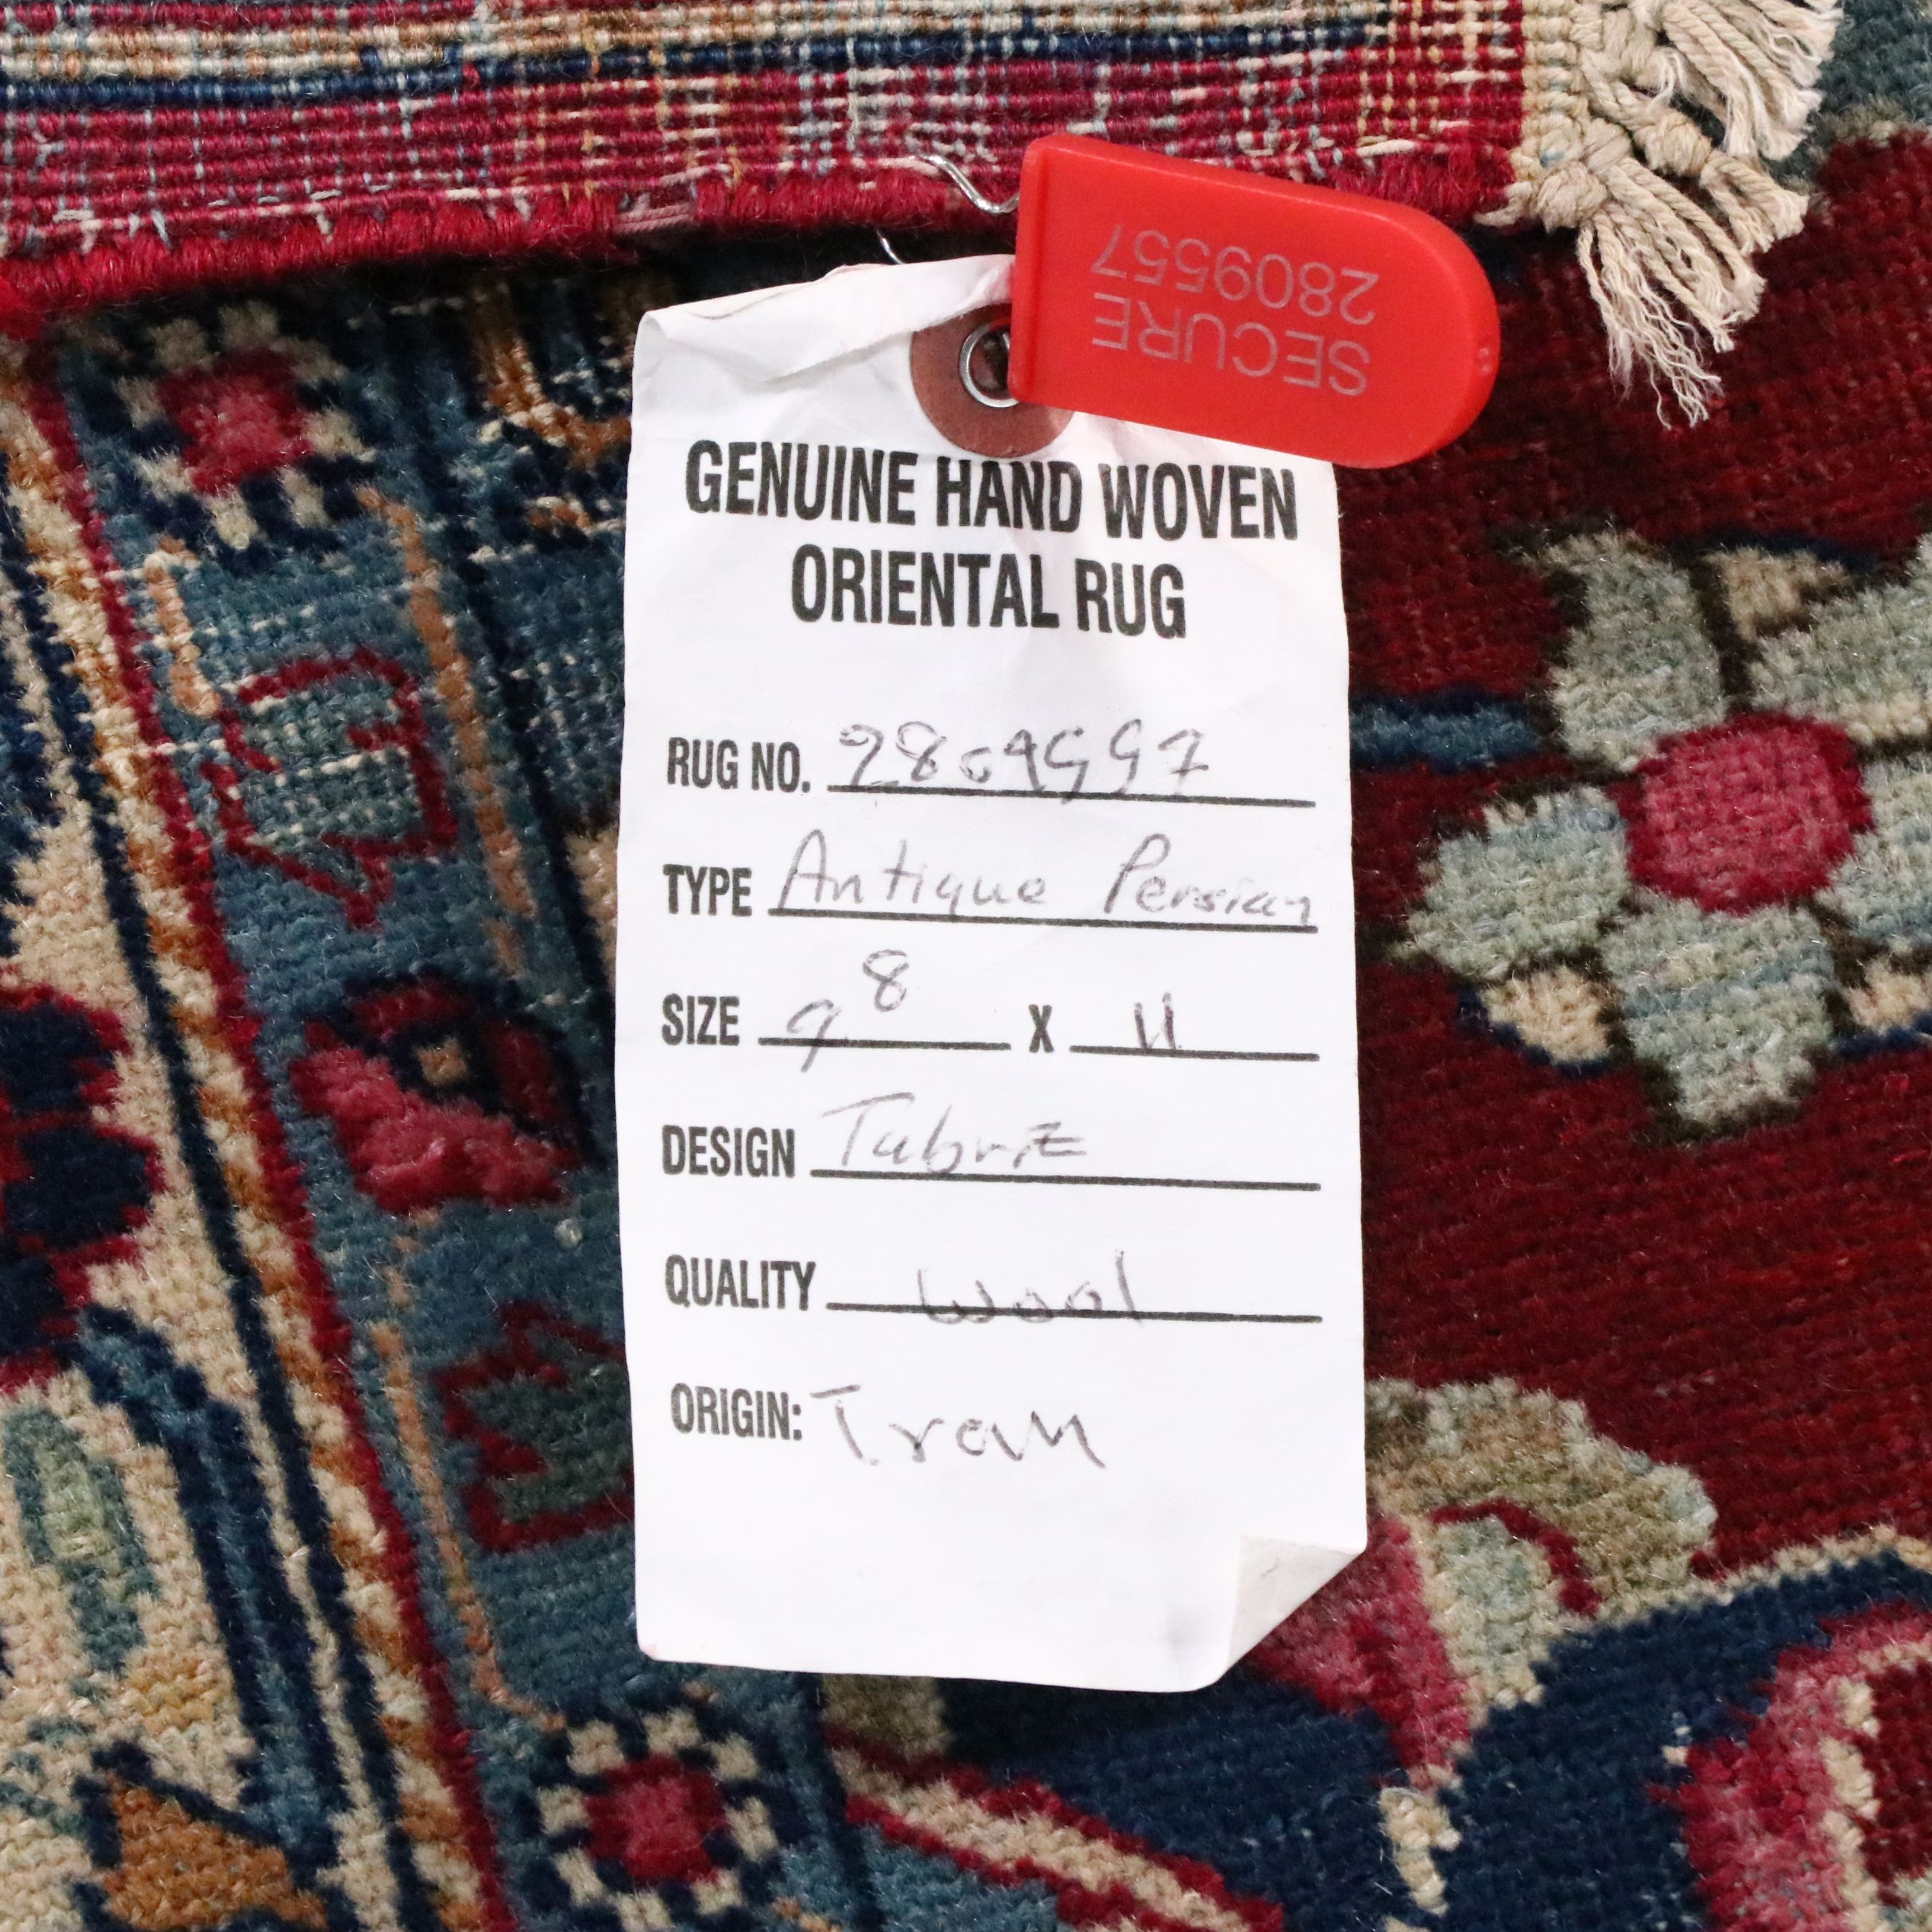 SECURE
2809557
GENUINE HAND WOVEN
ORIENTAL RUG
RUG NO. 2809557
TYPE Antique Persian
SIZE 9 8 X 11
DESIGN Tabriz
QUALITY Wool
ORIGIN: Iran